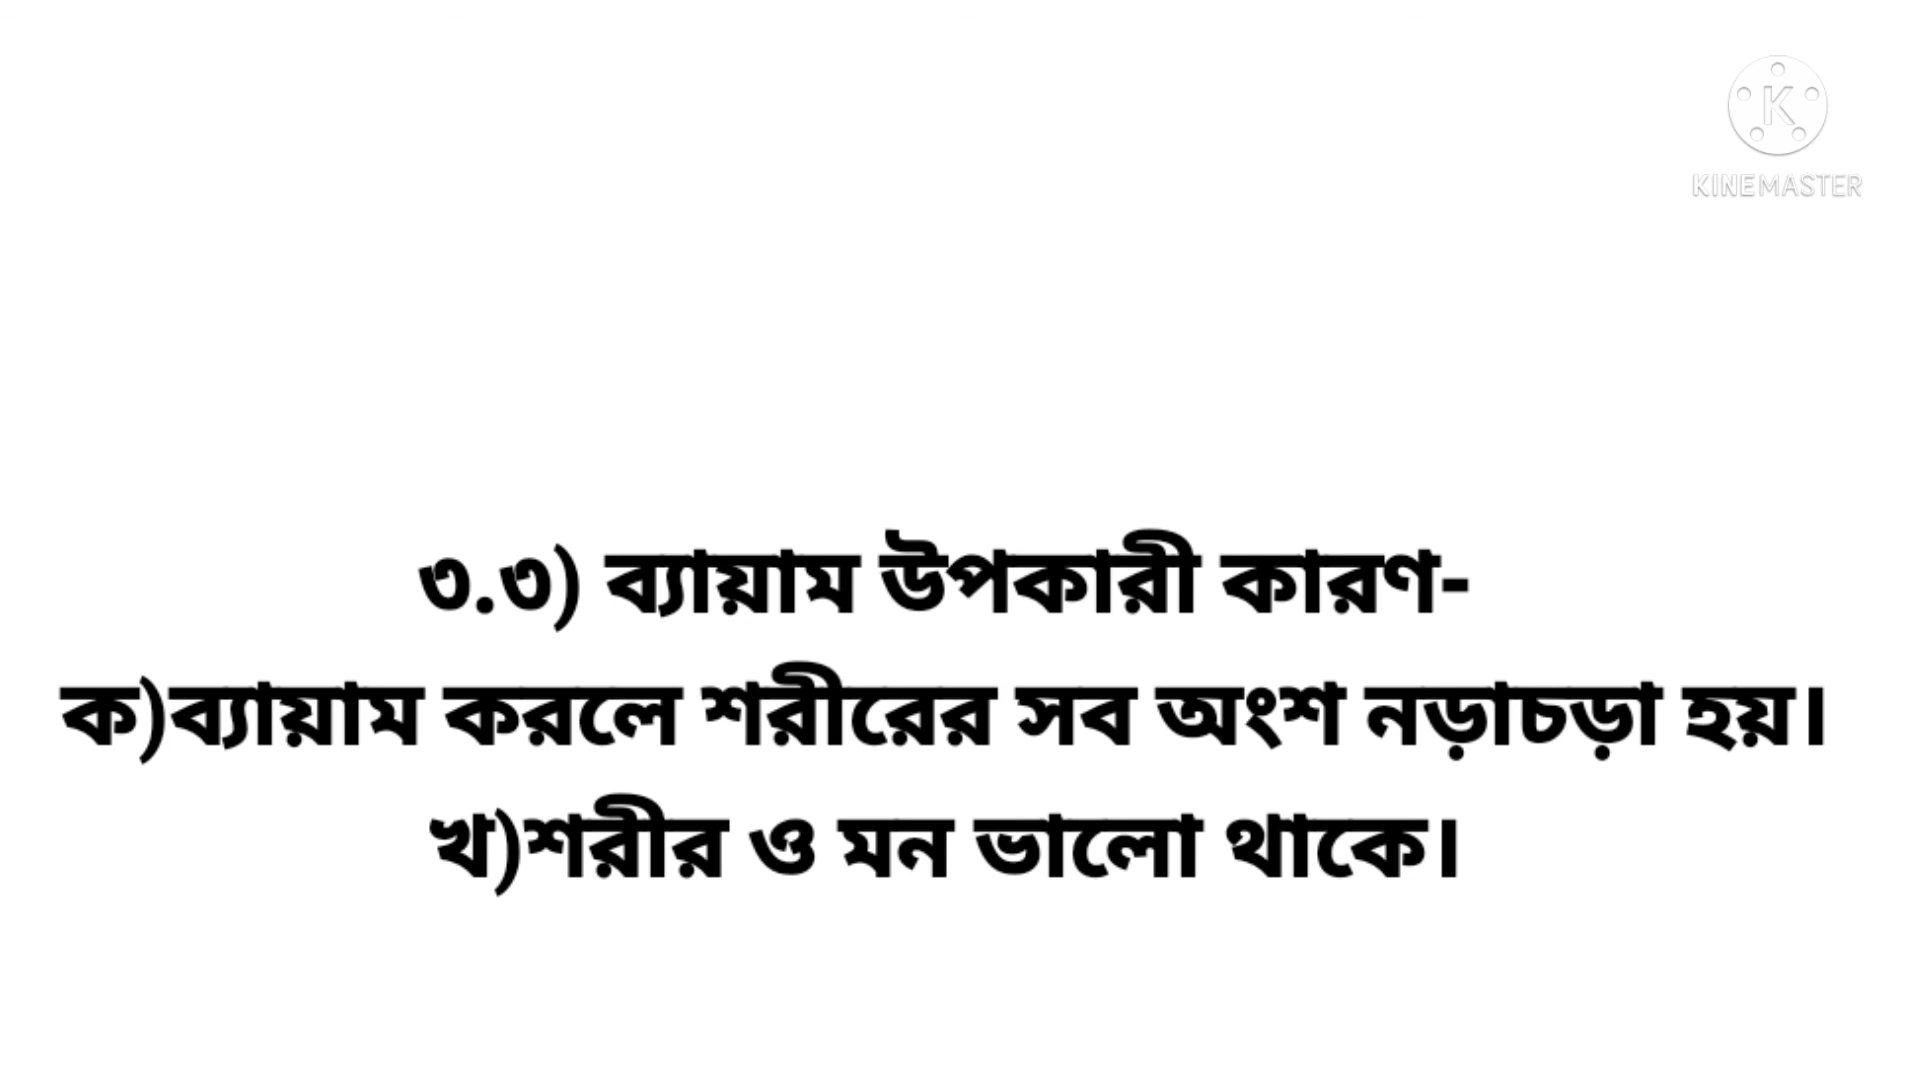 KINEMASTER
৩.৩) ব্যায়াম উপকারী কারণ-
ক)ব্যায়াম করলে শরীরের সব অংশ নড়াচড়া হয়।
খ)শরীর ও মন ভালো থাকে।